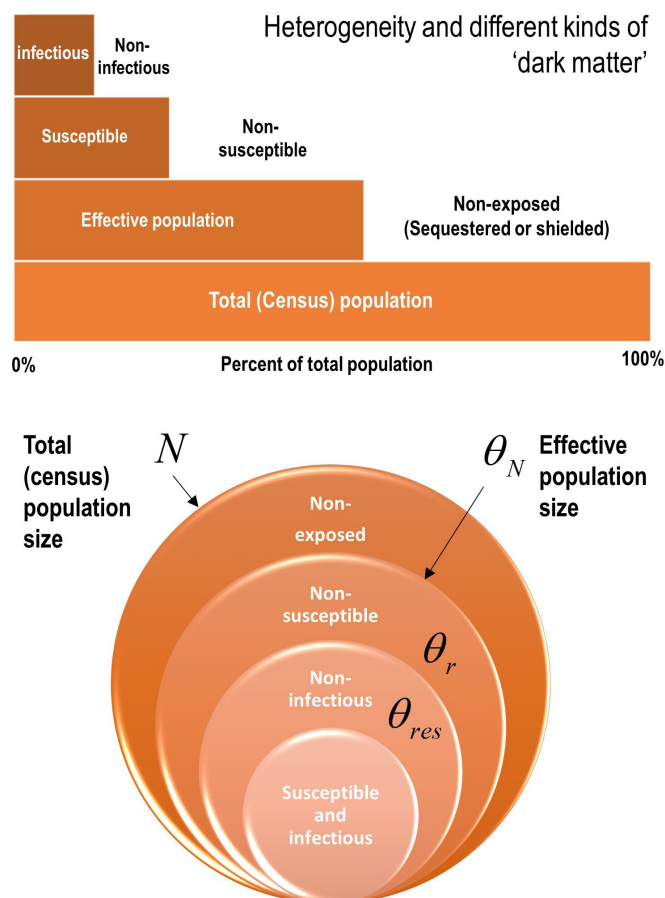 Heterogeneity and different kinds of
‘dark matter’
infectious
Non-
infectious
Susceptible
Non-
susceptible
Effective population
Non-exposed
(Sequestered or shielded)
Total (Census) population
0%
Percent of total population
100%
Total
(census)
population
size
N
θN
Effective
population
size
Non-
exposed
Non-
susceptible
θr
Non-
infectious
θres
Susceptible
and
infectious